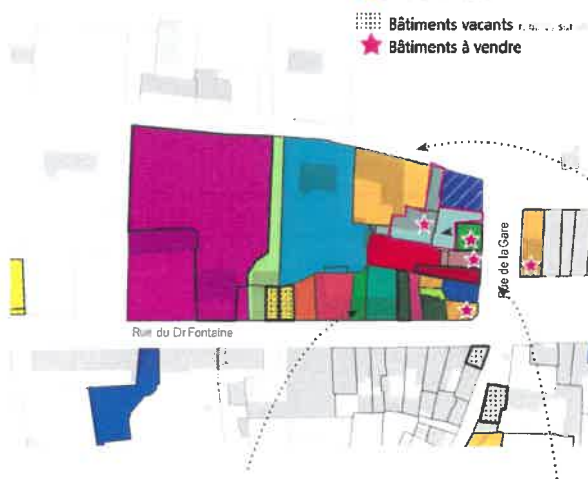 Bâtiments vacants
Bâtiments à vendre
Rue de la Gare
Rue du Dr Fontaine